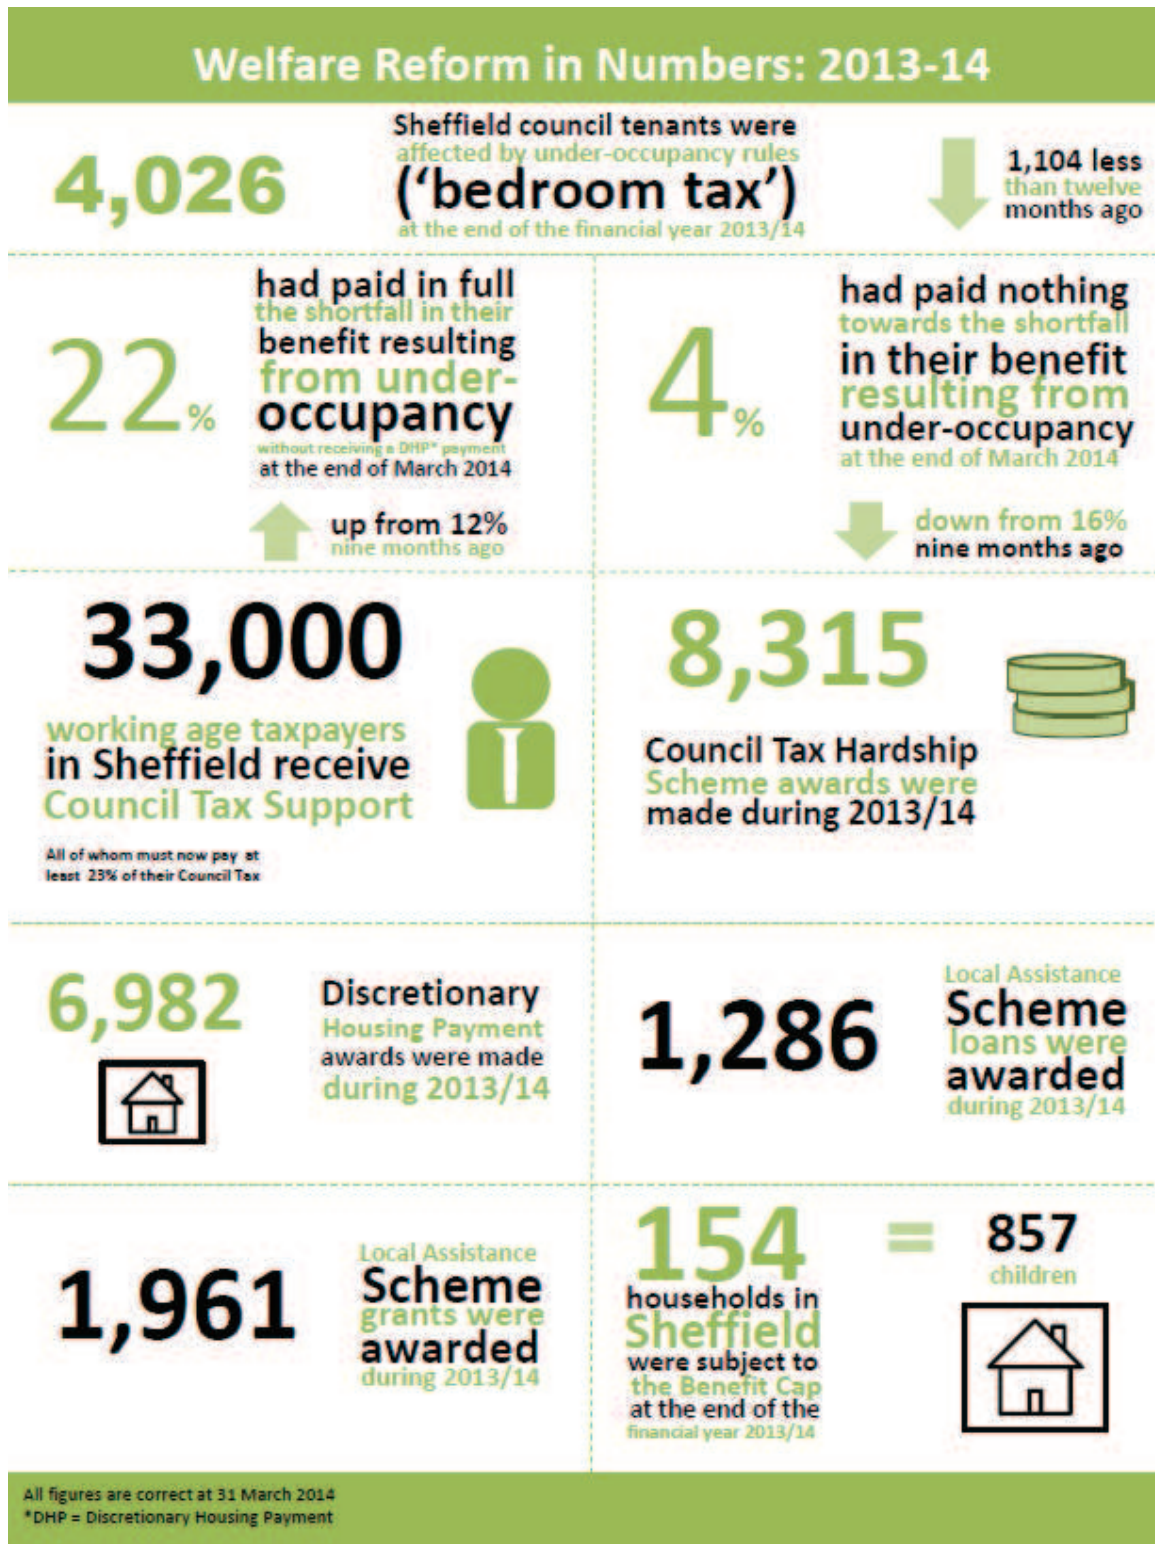 Welfare Reform in Numbers: 2013-14
4,026
Sheffield council tenants were
affected by under-occupancy rules
('bedroom tax')
at the end of the financial year 2013/14
1,104 less
than twelve
months ago
22%
had paid in full
the shortfall in their
benefit resulting
from under-
occupancy
without receiving a DHP* payment
at the end of March 2014
up from 12%
nine months ago
4%
had paid nothing
towards the shortfall
in their benefit
resulting from
under-occupancy
at the end of March 2014
down from 16%
nine months ago
33,000
working age taxpayers
in Sheffield receive
Council Tax Support
All of whom must now pay at
least 23% of their Council Tax
8,315
Council Tax Hardship
Scheme awards were
made during 2013/14
6,982
Discretionary
Housing Payment
awards were made
during 2013/14
1,286
Local Assistance
Scheme
loans were
awarded
during 2013/14
1,961
Local Assistance
Scheme
grants were
awarded
during 2013/14
154
households in
Sheffield
were subject to
the Benefit Cap
at the end of the
financial year 2013/14
=
857
children
All figures are correct at 31 March 2014
*DHP = Discretionary Housing Payment